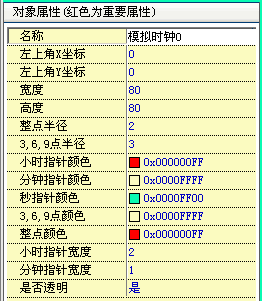 对象属性(红色为重要属性)
名称 模拟时钟0
左上角X坐标 0
左上角Y坐标 0
宽度 80
高度 80
整点半径 2
3,6,9点半径 3
小时指针颜色 0x000000FF
分钟指针颜色 0x0000FFFF
秒指针颜色 0x0000FF00
3,6,9点颜色 0x0000FFFF
整点颜色 0x000000FF
小时指针宽度 2
分钟指针宽度 1
是否透明 是